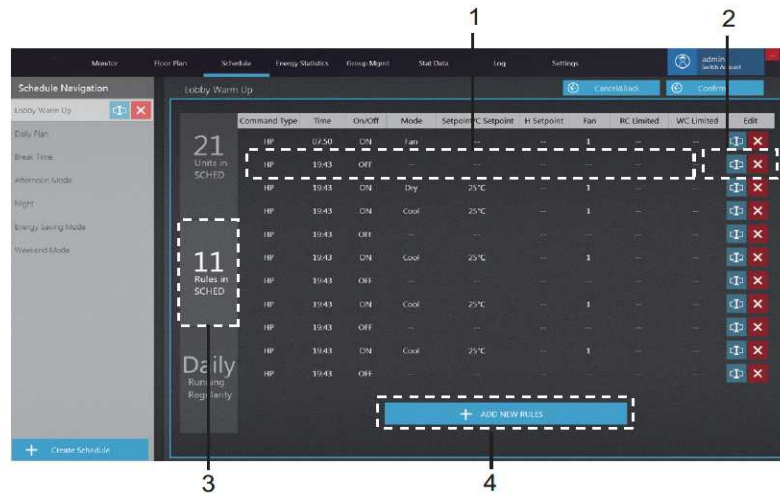 1 2
Monitor Floor Plan Schedule Energy Statistics Group Mgmt Stat Data Log Settings admin
Switch Account
Schedule Navigation Lobby Warm Up Cancel&Back Confirm
Lobby Warm Up
Daily Plan
Break Time
Afternoon Mode
Night
Energy Saving Mode
Weekend Mode
Command Type Time On/Off Mode Setpoint/C Setpoint H Setpoint Fan RC Limited WC Limited Edit
HP 07:50 ON Fan -- -- 1 -- --
HP 19:43 OFF -- -- -- -- -- --
HP 19:43 ON Dry 25°C -- 1 -- --
HP 19:43 ON Cool 25°C -- 1 -- --
HP 19:43 OFF -- -- -- -- -- --
HP 19:43 ON Cool 25°C -- 1 -- --
HP 19:43 OFF -- -- -- -- -- --
HP 19:43 ON Cool 25°C -- 1 -- --
HP 19:43 OFF -- -- -- -- -- --
HP 19:43 ON Cool 25°C -- 1 -- --
HP 19:43 OFF -- -- -- -- -- --
21
Units in
SCHED
11
Rules in
SCHED
Daily
Running
Regularity
+ ADD NEW RULES
+ Create Schedule
3 4